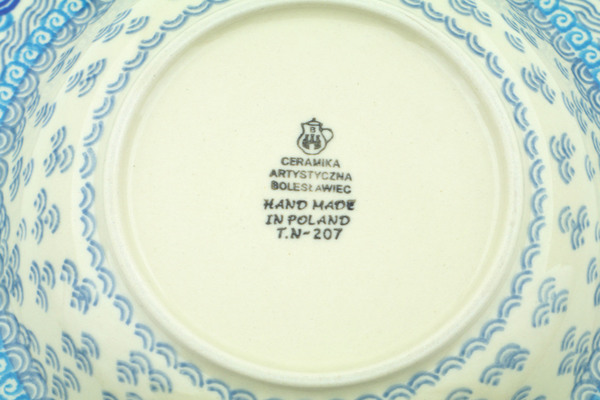 B
CERAMIKA
ARTYSTYCZNA
BOLESŁAWIEC
HAND MADE
IN POLAND
T.N-207